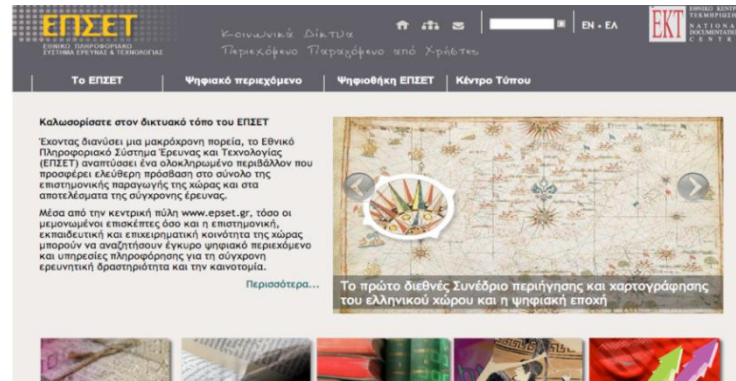 ΕΠΣΕΤ
ΕΘΝΙΚΟ ΠΛΗΡΟΦΟΡΙΑΚΟ
ΣΥΣΤΗΜΑ ΕΡΕΥΝΑΣ & ΤΕΧΝΟΛΟΓΙΑΣ
Κοινωνικά Δίκτυα
Περιεχόμενο Παραγόμενο από Χρήστες
EN • ΕΛ
ΕΚΤ
ΕΘΝΙΚΟ ΚΕΝΤΡΟ
ΤΕΚΜΗΡΙΩΣΗΣ
NATIONAL
DOCUMENTATION
CENTRE
Το ΕΠΣΕΤ
Ψηφιακό περιεχόμενο
Ψηφιοθήκη ΕΠΣΕΤ
Κέντρο Τύπου
Καλωσορίσατε στον δικτυακό τόπο του ΕΠΣΕΤ
Έχοντας διανύσει μια μακρόχρονη πορεία, το Εθνικό
Πληροφοριακό Σύστημα Έρευνας και Τεχνολογίας
(ΕΠΣΕΤ) αναπτύσσει ένα ολοκληρωμένο περιβάλλον που
προσφέρει ελεύθερη πρόσβαση στο σύνολο της
επιστημονικής παραγωγής της χώρας και στα
αποτελέσματα της σύγχρονης έρευνας.
Μέσα από την κεντρική πύλη www.epset.gr, τόσο οι
μεμονωμένοι επισκέπτες όσο και η επιστημονική,
εκπαιδευτική και επιχειρηματική κοινότητα της χώρας
μπορούν να αναζητήσουν έγκυρο ψηφιακό περιεχόμενο
και υπηρεσίες πληροφόρησης για τη σύγχρονη
ερευνητική δραστηριότητα και την καινοτομία.
Περισσότερα...
Το πρώτο διεθνές Συνέδριο περιήγησης και χαρτογράφησης
του ελληνικού χώρου και η ψηφιακή εποχή